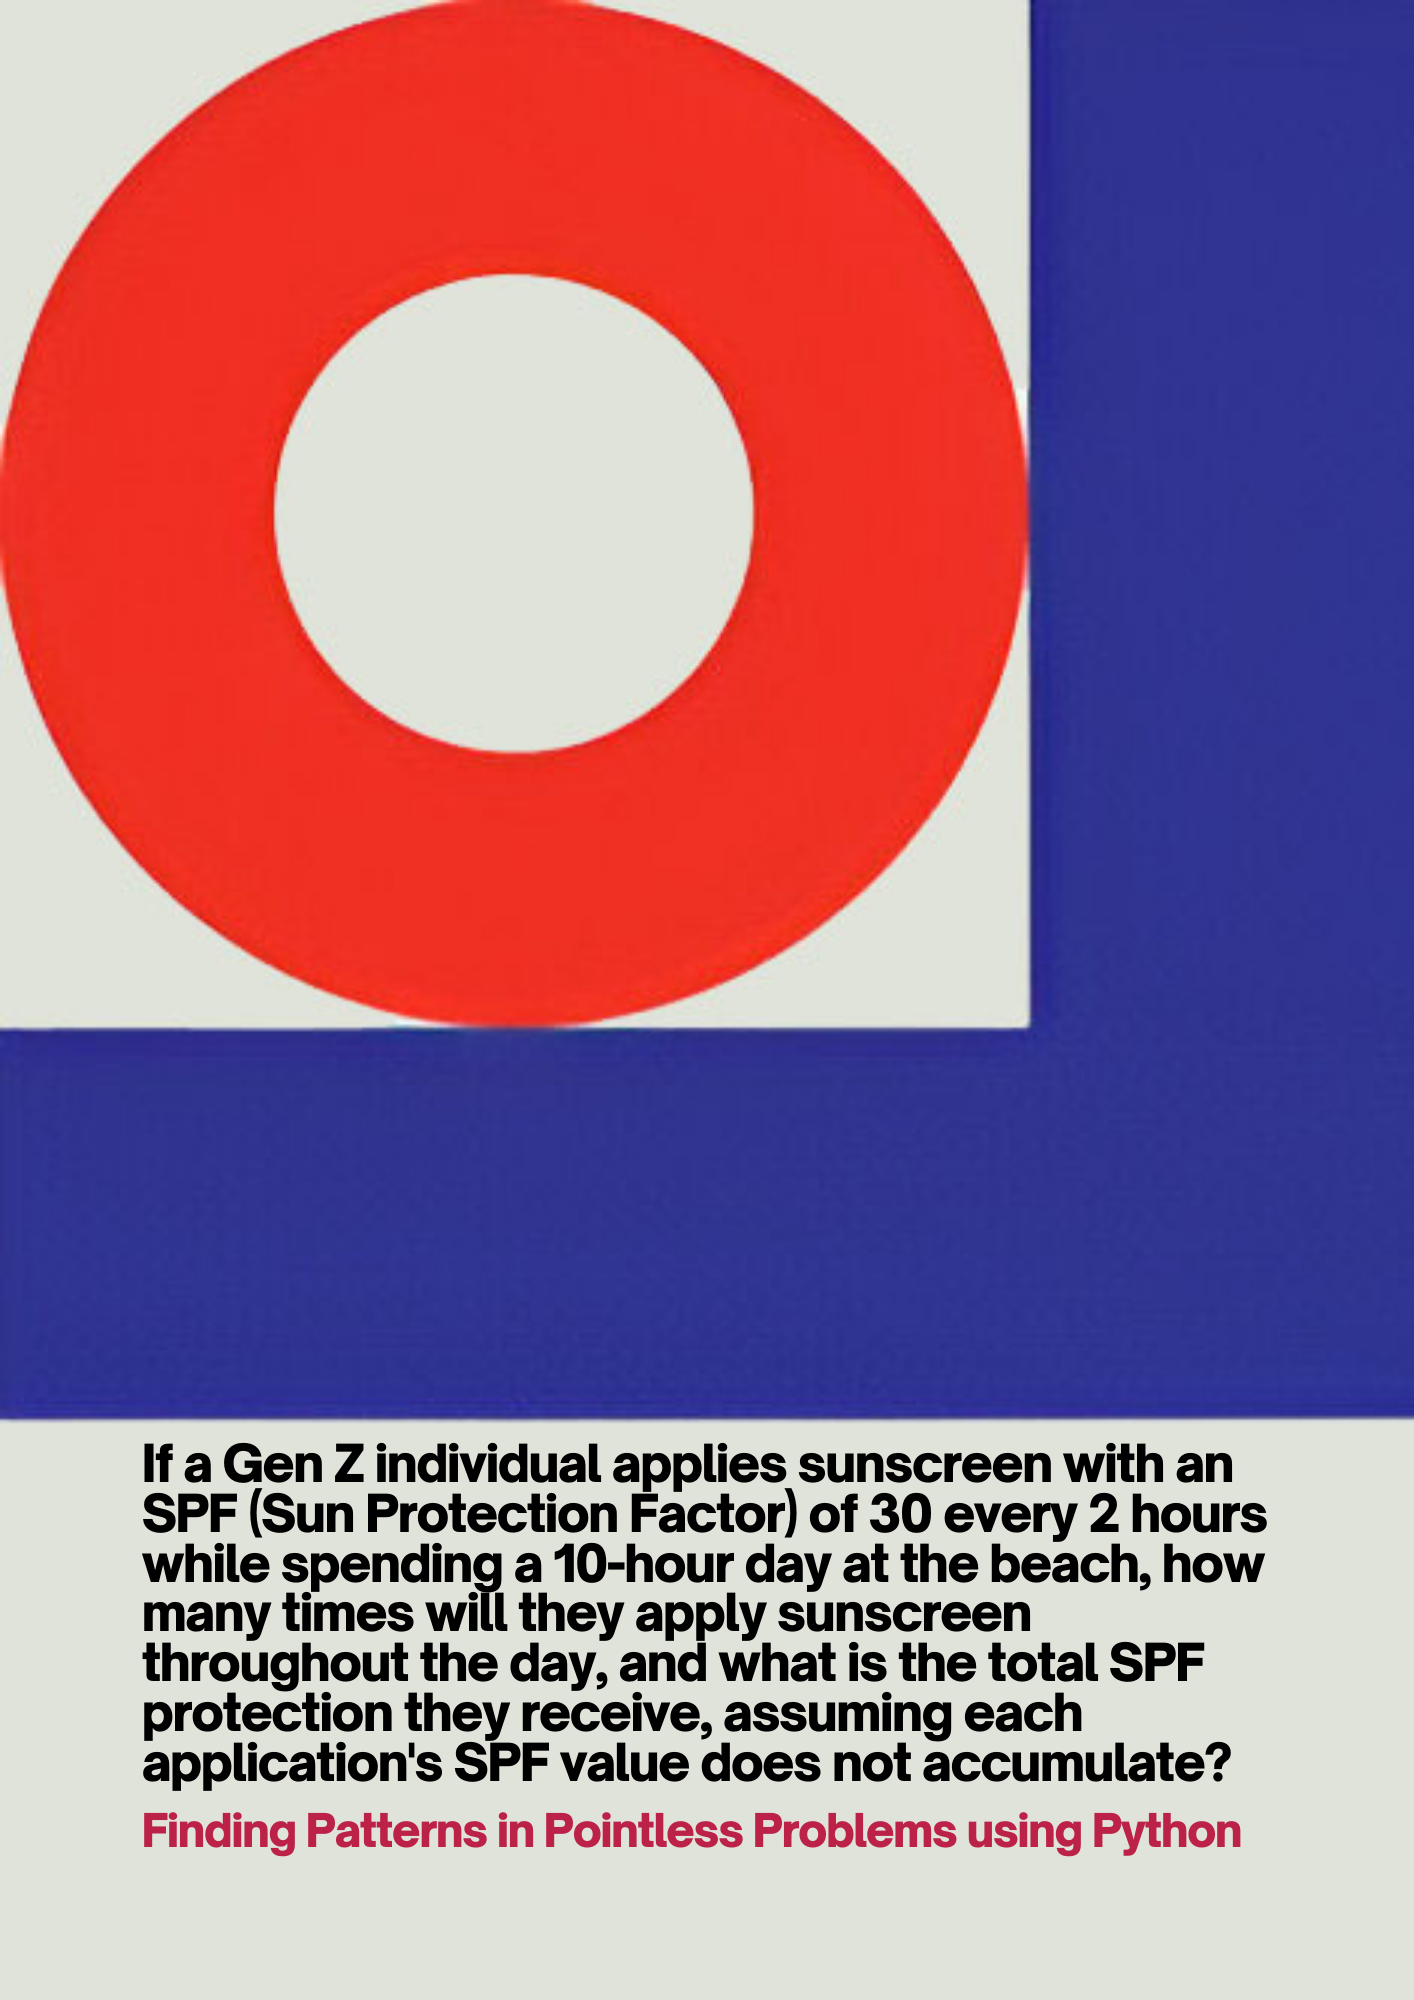 If a Gen Z individual applies sunscreen with an
SPF (Sun Protection Factor) of 30 every 2 hours
while spending a 10-hour day at the beach, how
many times will they apply sunscreen
throughout the day, and what is the total SPF
protection they receive, assuming each
application's SPF value does not accumulate?
Finding Patterns in Pointless Problems using Python